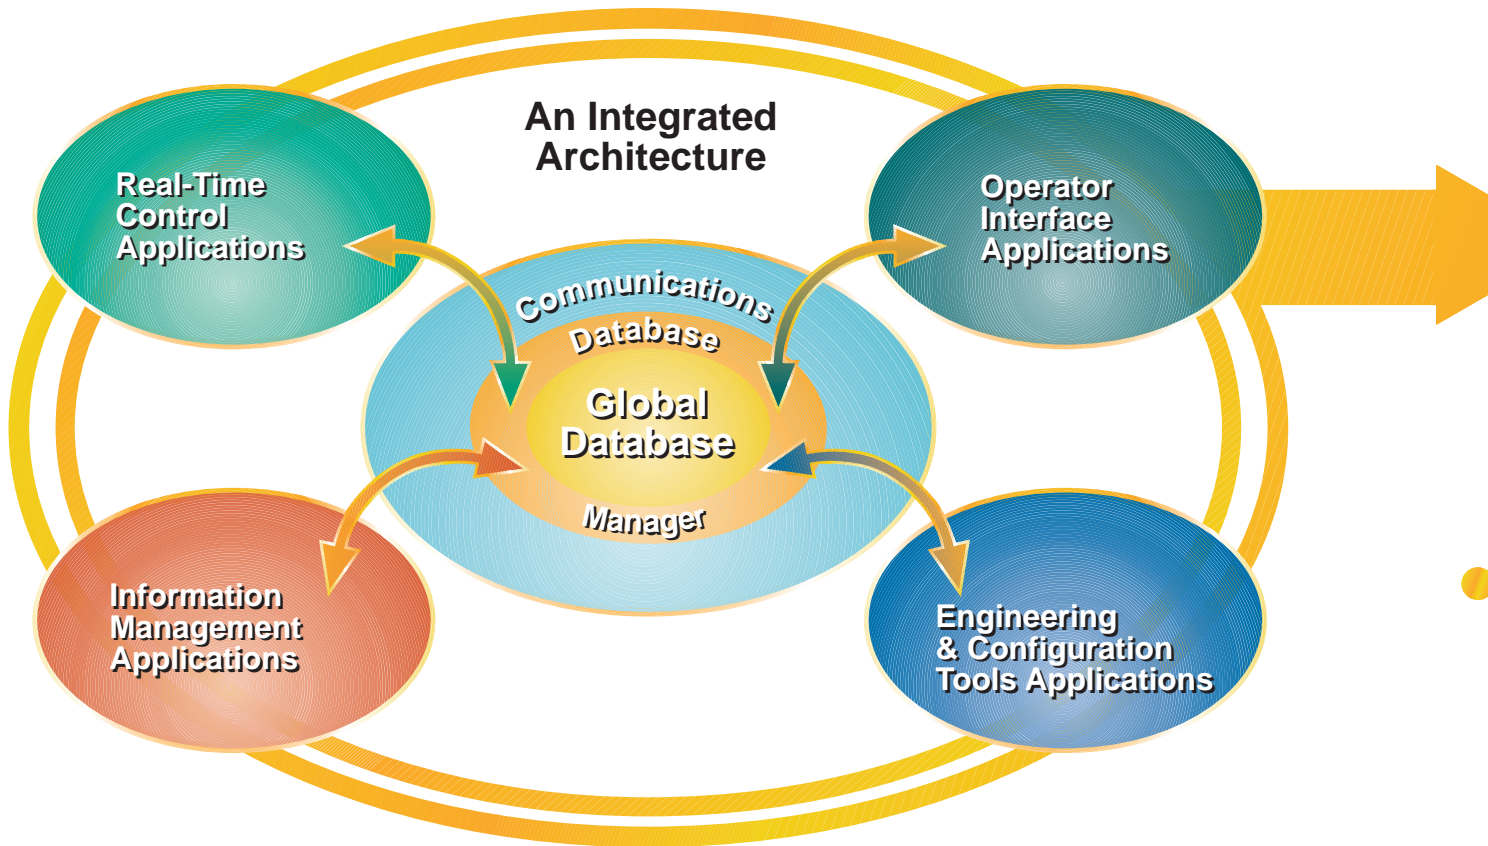 An Integrated
Architecture
Real-Time
Control
Applications
Operator
Interface
Applications
Communications
Database
Global
Database
Manager
Information
Management
Applications
Engineering
& Configuration
Tools Applications